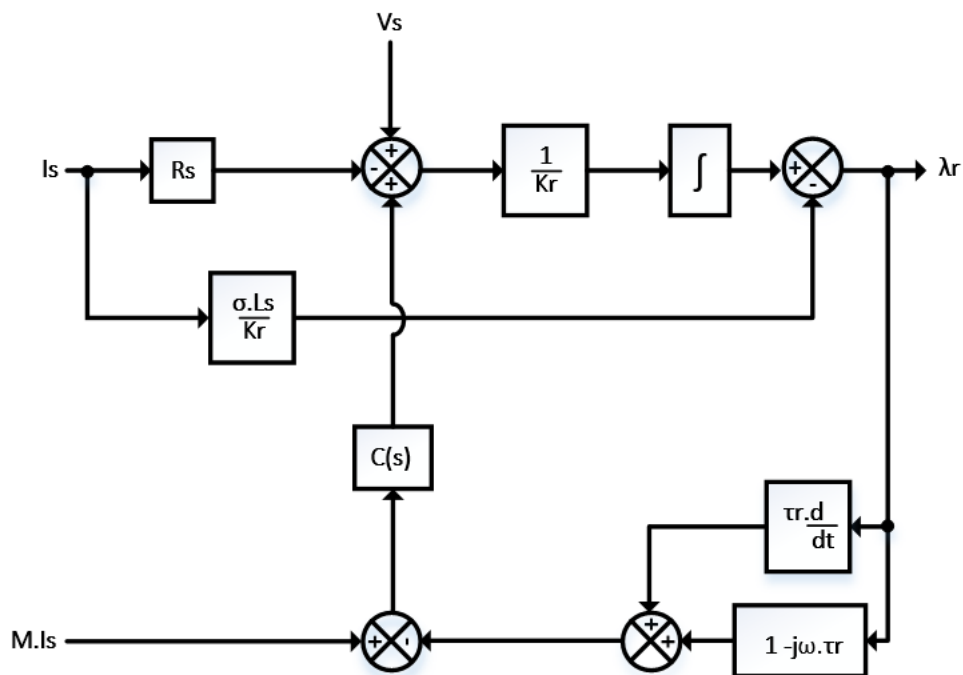 Vs
Is
Rs
+
-
+
1
Kr
∫
+
-
λr
σ.Ls
Kr
C(s)
τr.d
dt
M.Is
+
-
+
+
1 -jω.τr